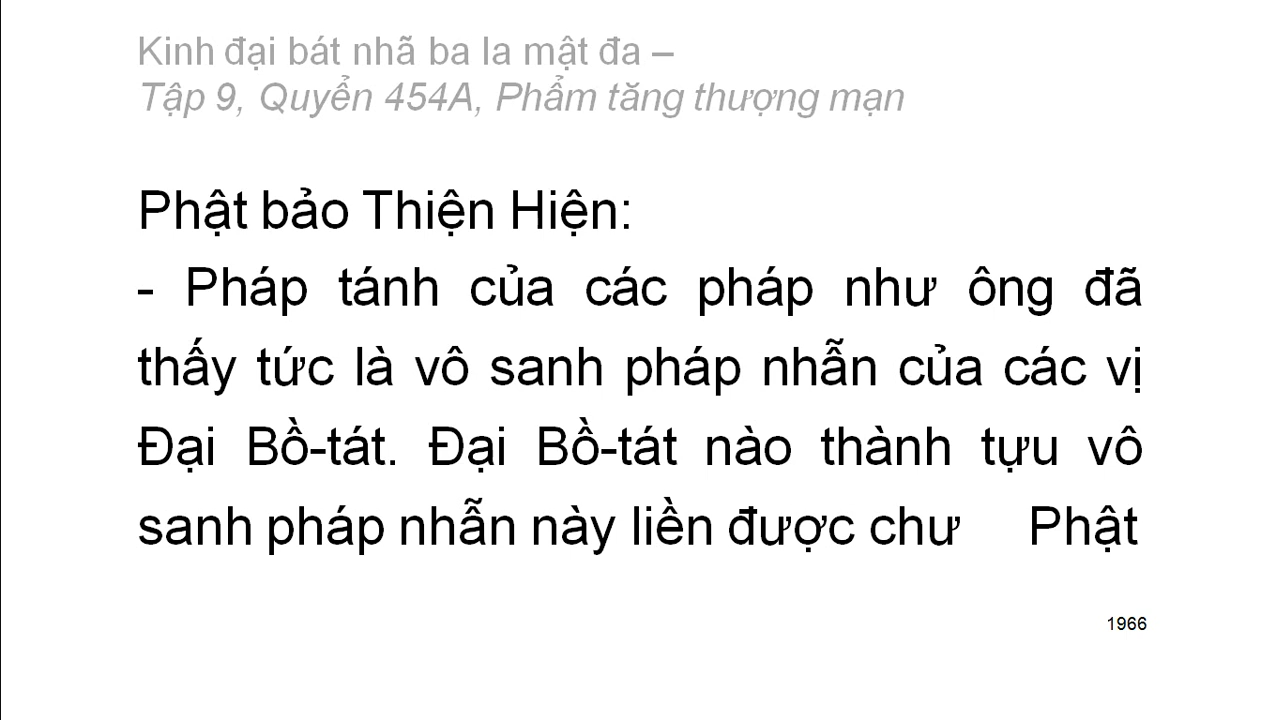 Kinh đại bát nhã ba la mật đa –
Tập 9, Quyển 454A, Phẩm tăng thượng mạn
Phật bảo Thiện Hiện:
- Pháp tánh của các pháp như ông đã
thấy tức là vô sanh pháp nhẫn của các vị
Đại Bồ-tát. Đại Bồ-tát nào thành tựu vô
sanh pháp nhẫn này liền được chư Phật
1966